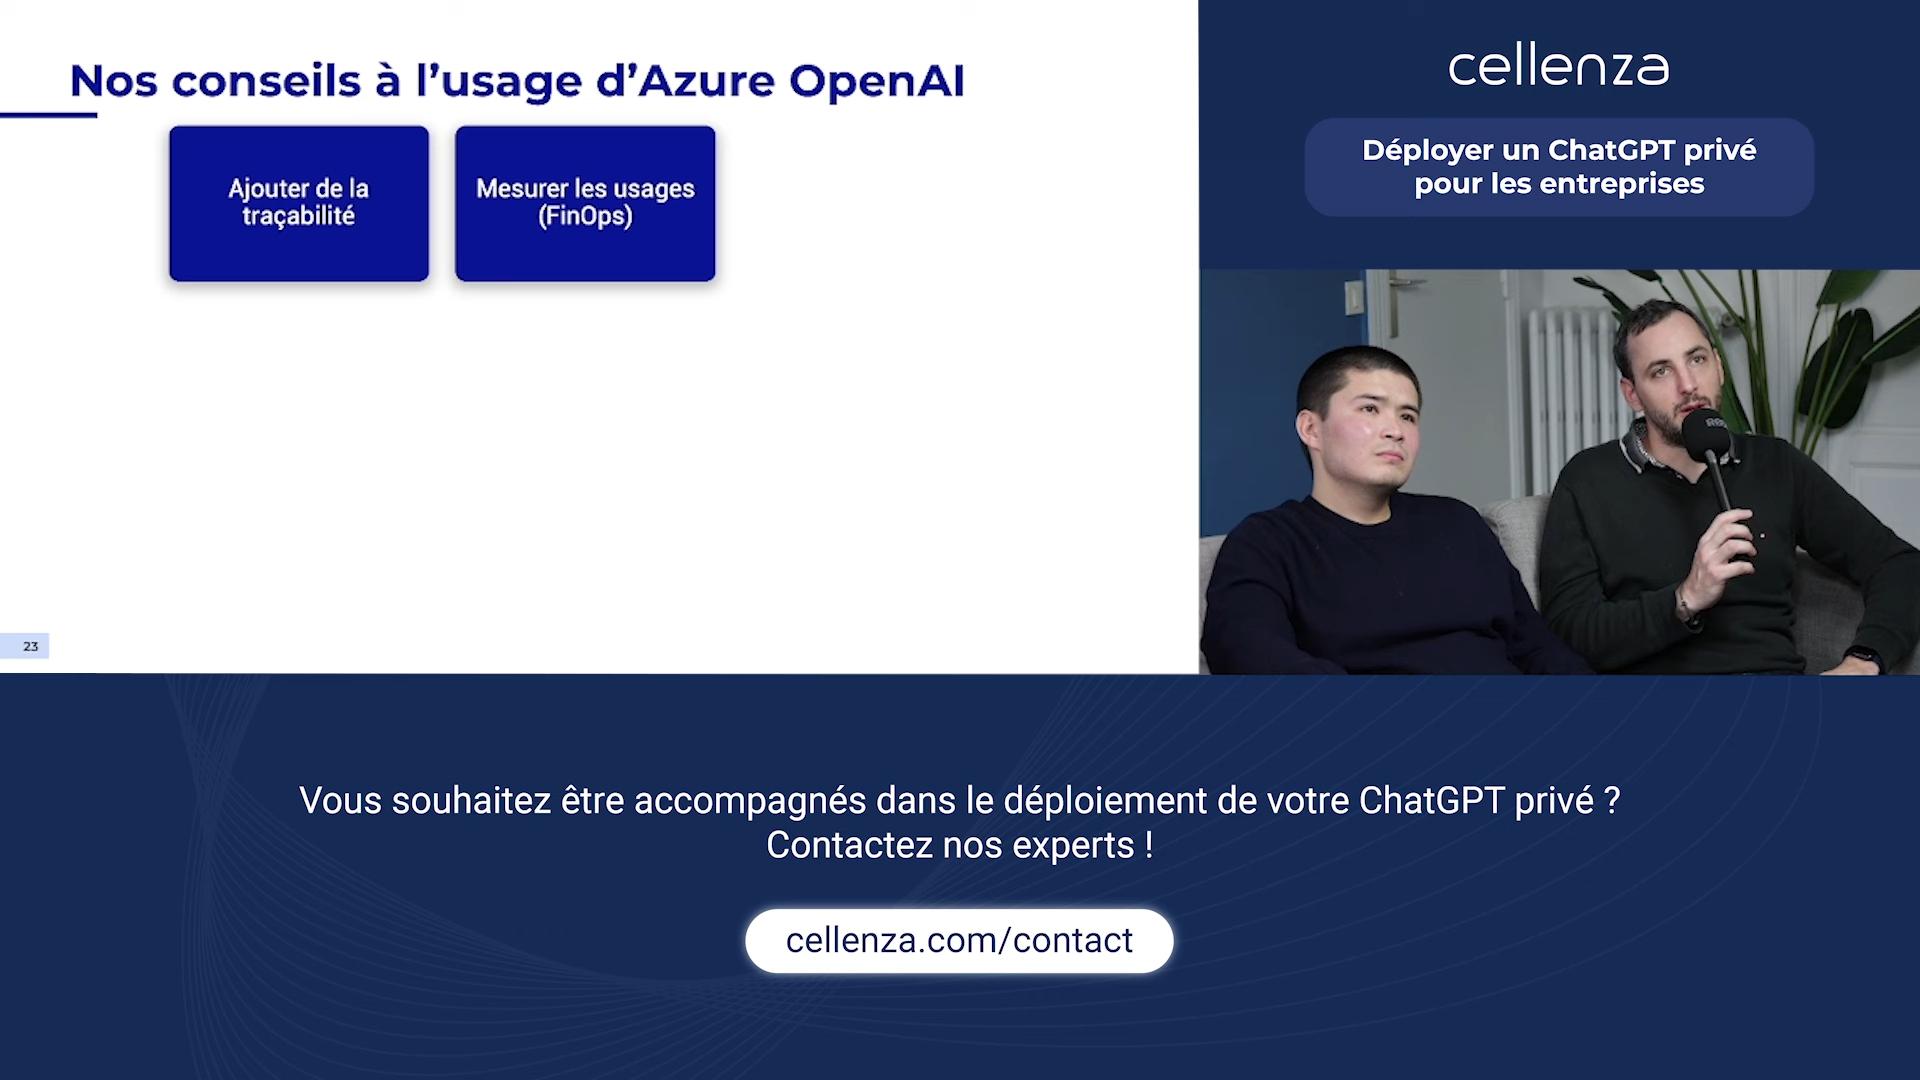 Nos conseils à l’usage d’Azure OpenAI
Ajouter de la
traçabilité
Mesurer les usages
(FinOps)
23
cellenza
Déployer un ChatGPT privé
pour les entreprises
Vous souhaitez être accompagnés dans le déploiement de votre ChatGPT privé ?
Contactez nos experts !
cellenza.com/contact